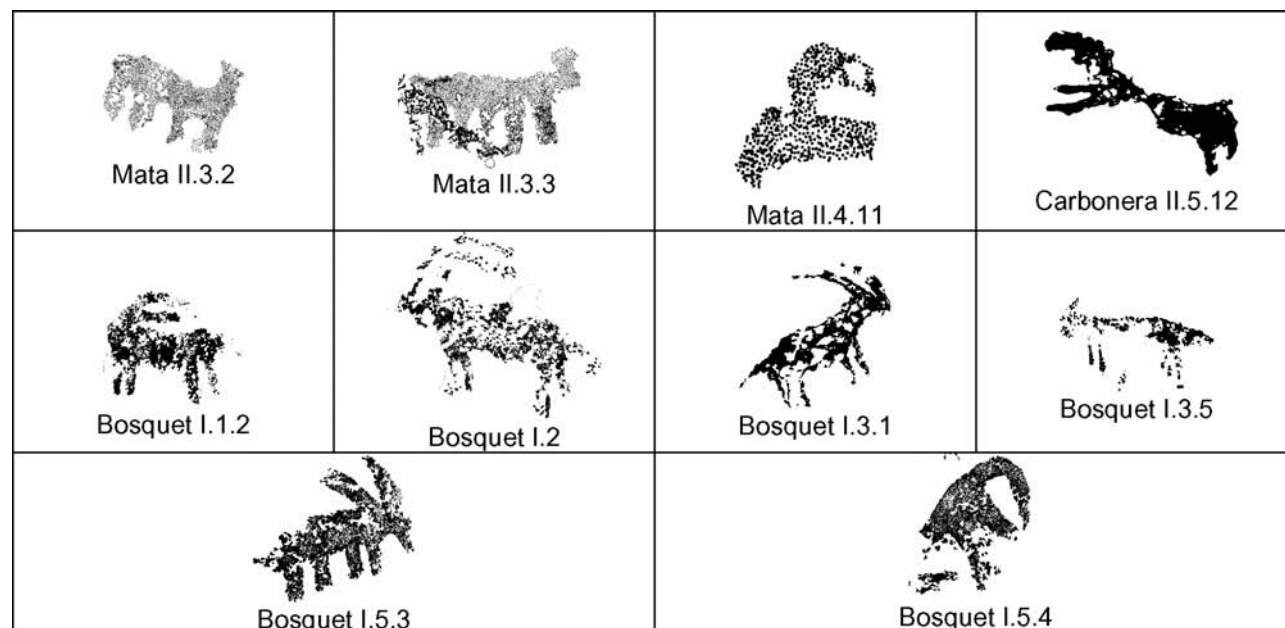 Mata II.3.2
Mata II.3.3
Mata II.4.11
Carbonera II.5.12
Bosquet I.1.2
Bosquet I.2
Bosquet I.3.1
Bosquet I.3.5
Bosquet I.5.3
Bosquet I.5.4